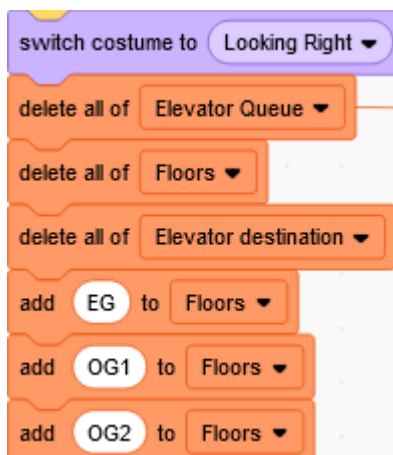 switch costume to Looking Right
delete all of Elevator Queue
delete all of Floors
delete all of Elevator destination
add EG to Floors
add OG1 to Floors
add OG2 to Floors